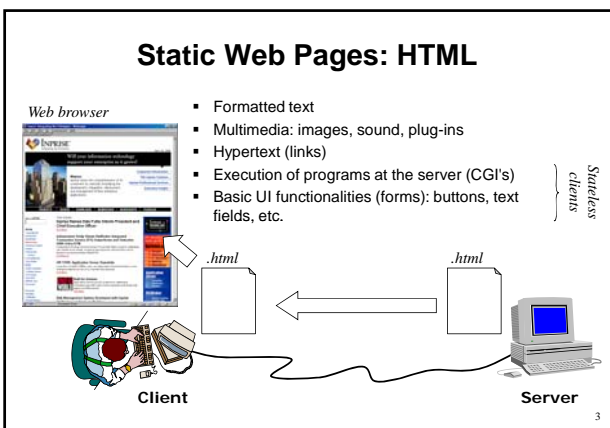 Static Web Pages: HTML
Web browser
▪ Formatted text
▪ Multimedia: images, sound, plug-ins
▪ Hypertext (links)
▪ Execution of programs at the server (CGI's)
▪ Basic UI functionalities (forms): buttons, text
fields, etc.
Stateless
clients
INPRISE
.html
.html
Client
Server
3